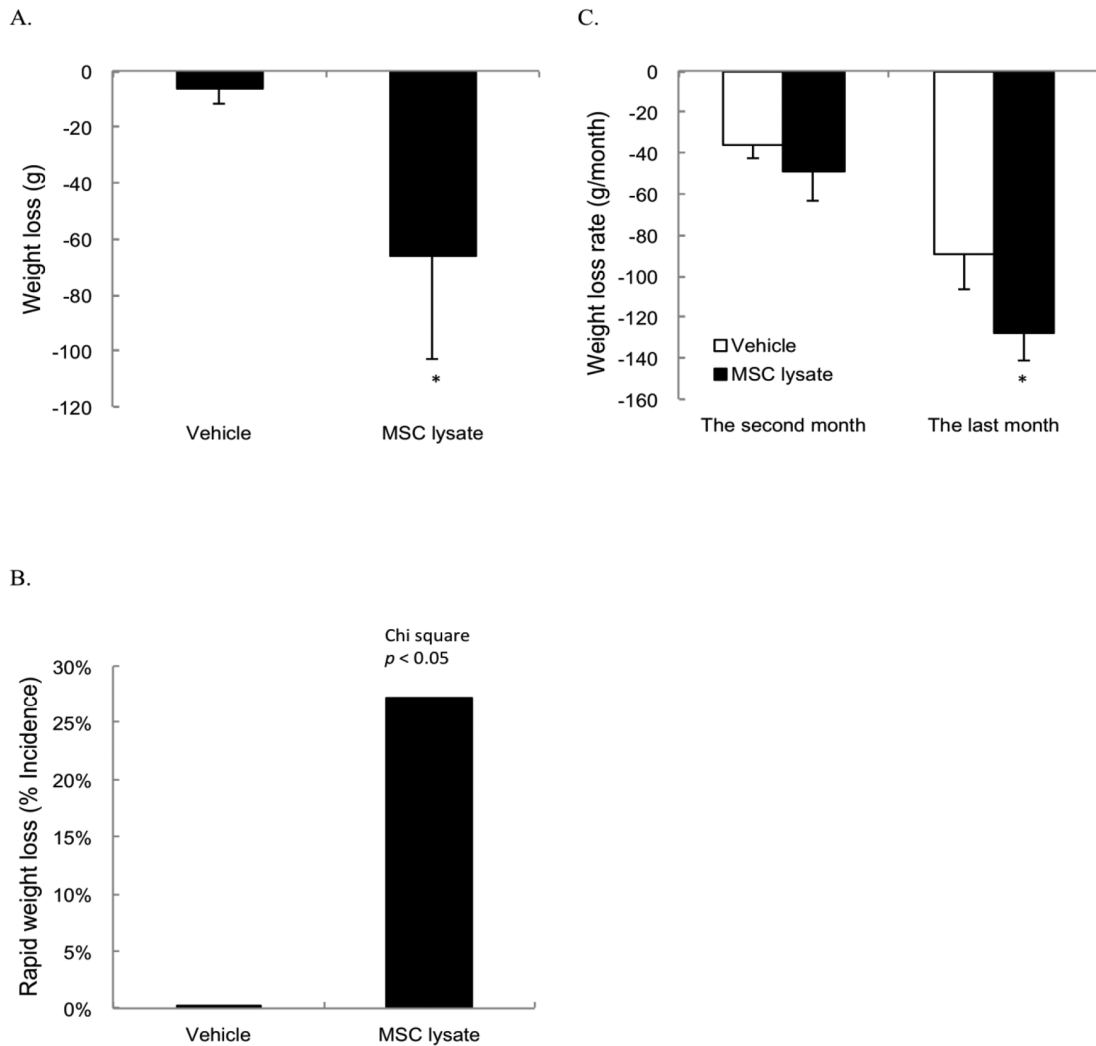 A.
Weight loss (g)
0
-20
-40
-60
-80
-100
-120
*
Vehicle
MSC lysate
C.
Weight loss rate (g/month)
0
-20
-40
-60
-80
-100
-120
-140
-160
Vehicle
MSC lysate
*
The second month
The last month
B.
Chi square
p < 0.05
Rapid weight loss (% Incidence)
30%
25%
20%
15%
10%
5%
0%
Vehicle
MSC lysate